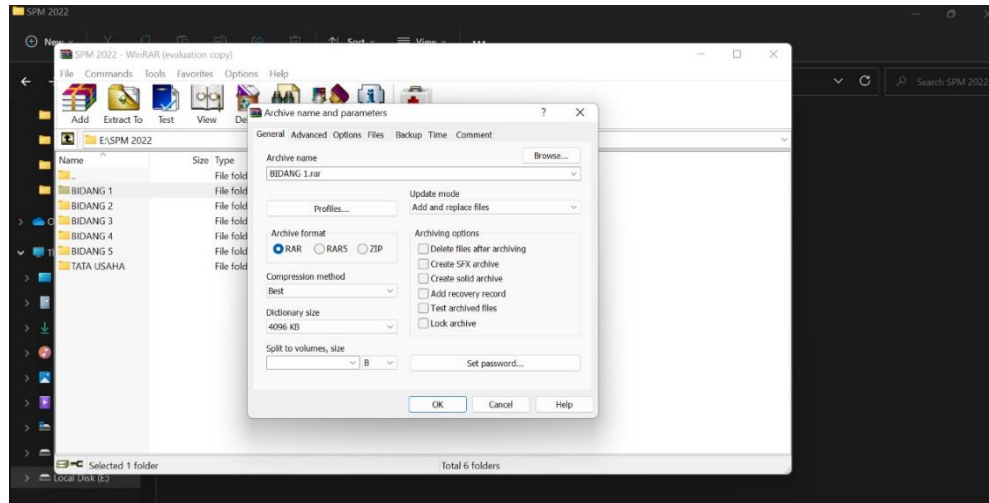 SPM 2022
New
Sort
View
SPM 2022 - WinRAR (evaluation copy)
File Commands Tools Favorites Options Help
Add Extract To Test View De
E:\SPM 2022
Search SPM 2022
Name Size Type
..
File fold
BIDANG 1 File fold
BIDANG 2 File fold
BIDANG 3 File fold
BIDANG 4 File fold
BIDANG 5 File fold
TATA USAHA File fold
Archive name and parameters ? X
General Advanced Options Files Backup Time Comment
Archive name Browse...
BIDANG 1.rar
Profiles...
Update mode
Add and replace files
Archive format
RAR RAR5 ZIP
Compression method
Best
Dictionary size
4096 KB
Split to volumes, size
B
Archiving options
Delete files after archiving
Create SFX archive
Create solid archive
Add recovery record
Test archived files
Lock archive
Set password...
OK Cancel Help
Selected 1 folder Total 6 folders
Local Disk (E:)